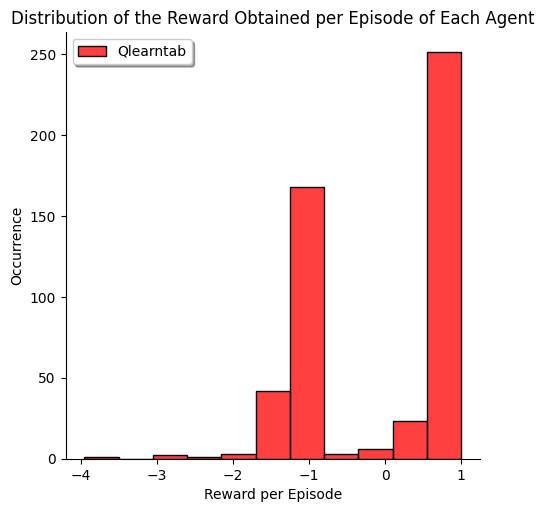 Distribution of the Reward Obtained per Episode of Each Agent
Qlearntab
250
200
150
100
50
0
Occurrence
−4 −3 −2 −1 0 1
Reward per Episode